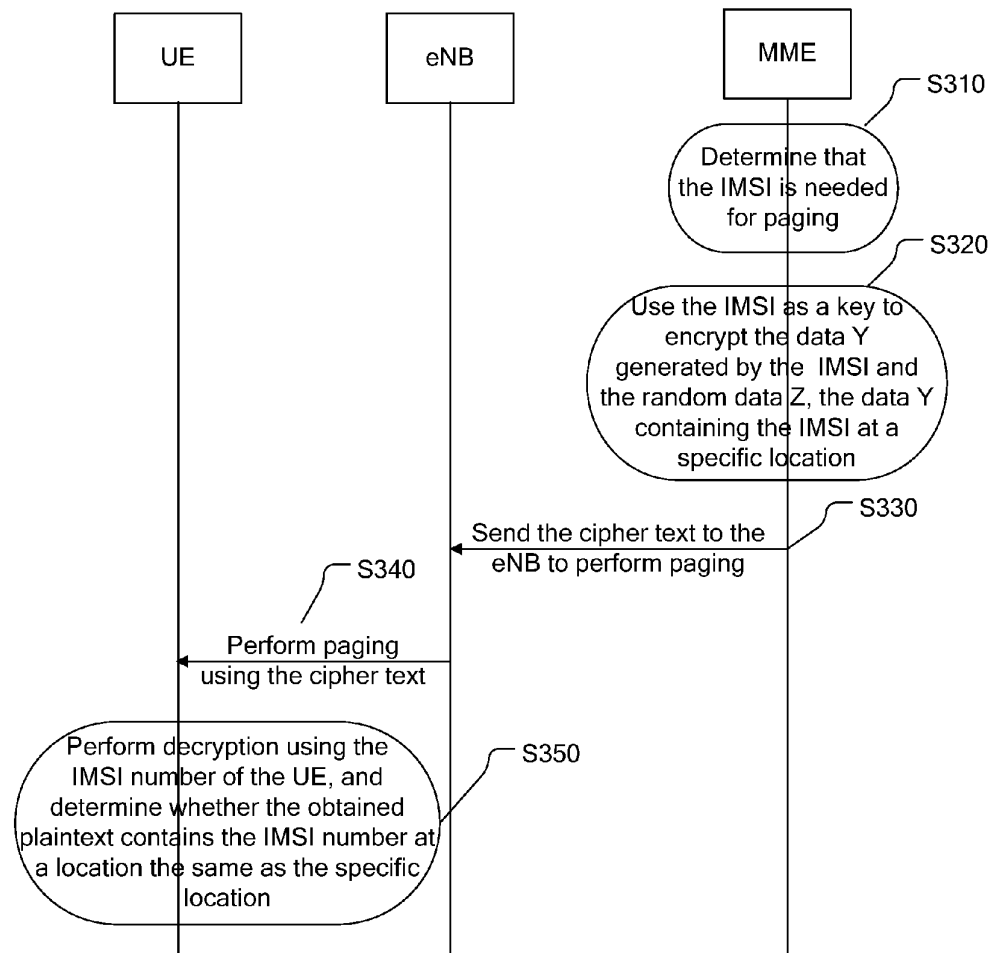 UE
eNB
MME
S310
Determine that
the IMSI is needed
for paging
S320
Use the IMSI as a key to
encrypt the data Y
generated by the IMSI and
the random data Z, the data Y
containing the IMSI at a
specific location
S330
Send the cipher text to the
eNB to perform paging
S340
Perform paging
using the cipher text
Perform decryption using the
IMSI number of the UE, and
determine whether the obtained
plaintext contains the IMSI number at
a location the same as the specific
location
S350